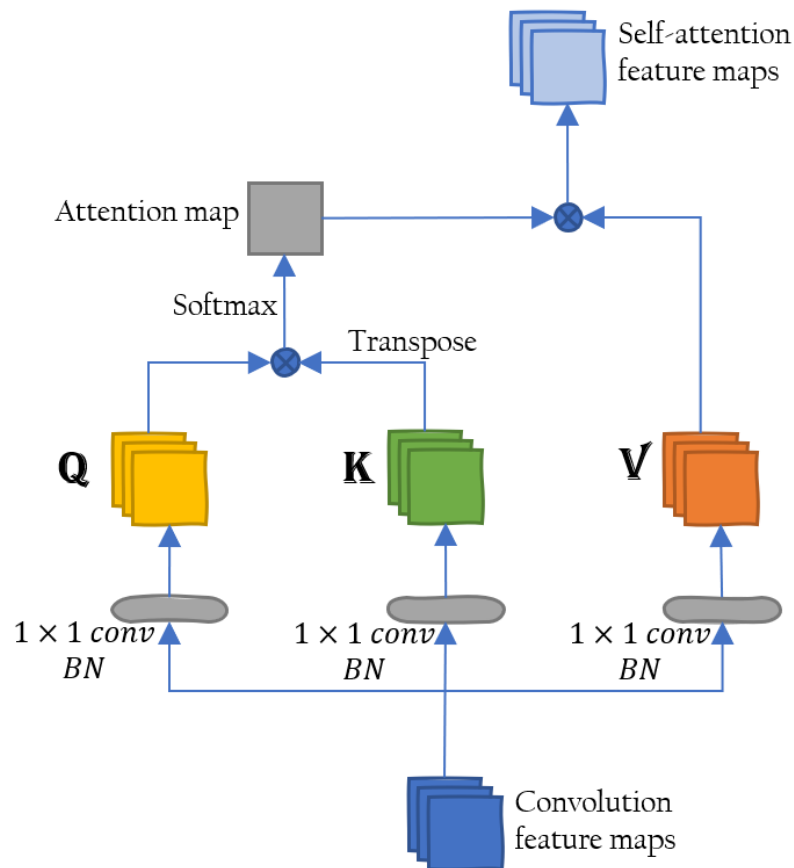 Self-attention
feature maps
Attention map
Softmax
Transpose
Q
K
V
1 × 1 conv
BN
1 × 1 conv
BN
1 × 1 conv
BN
Convolution
feature maps